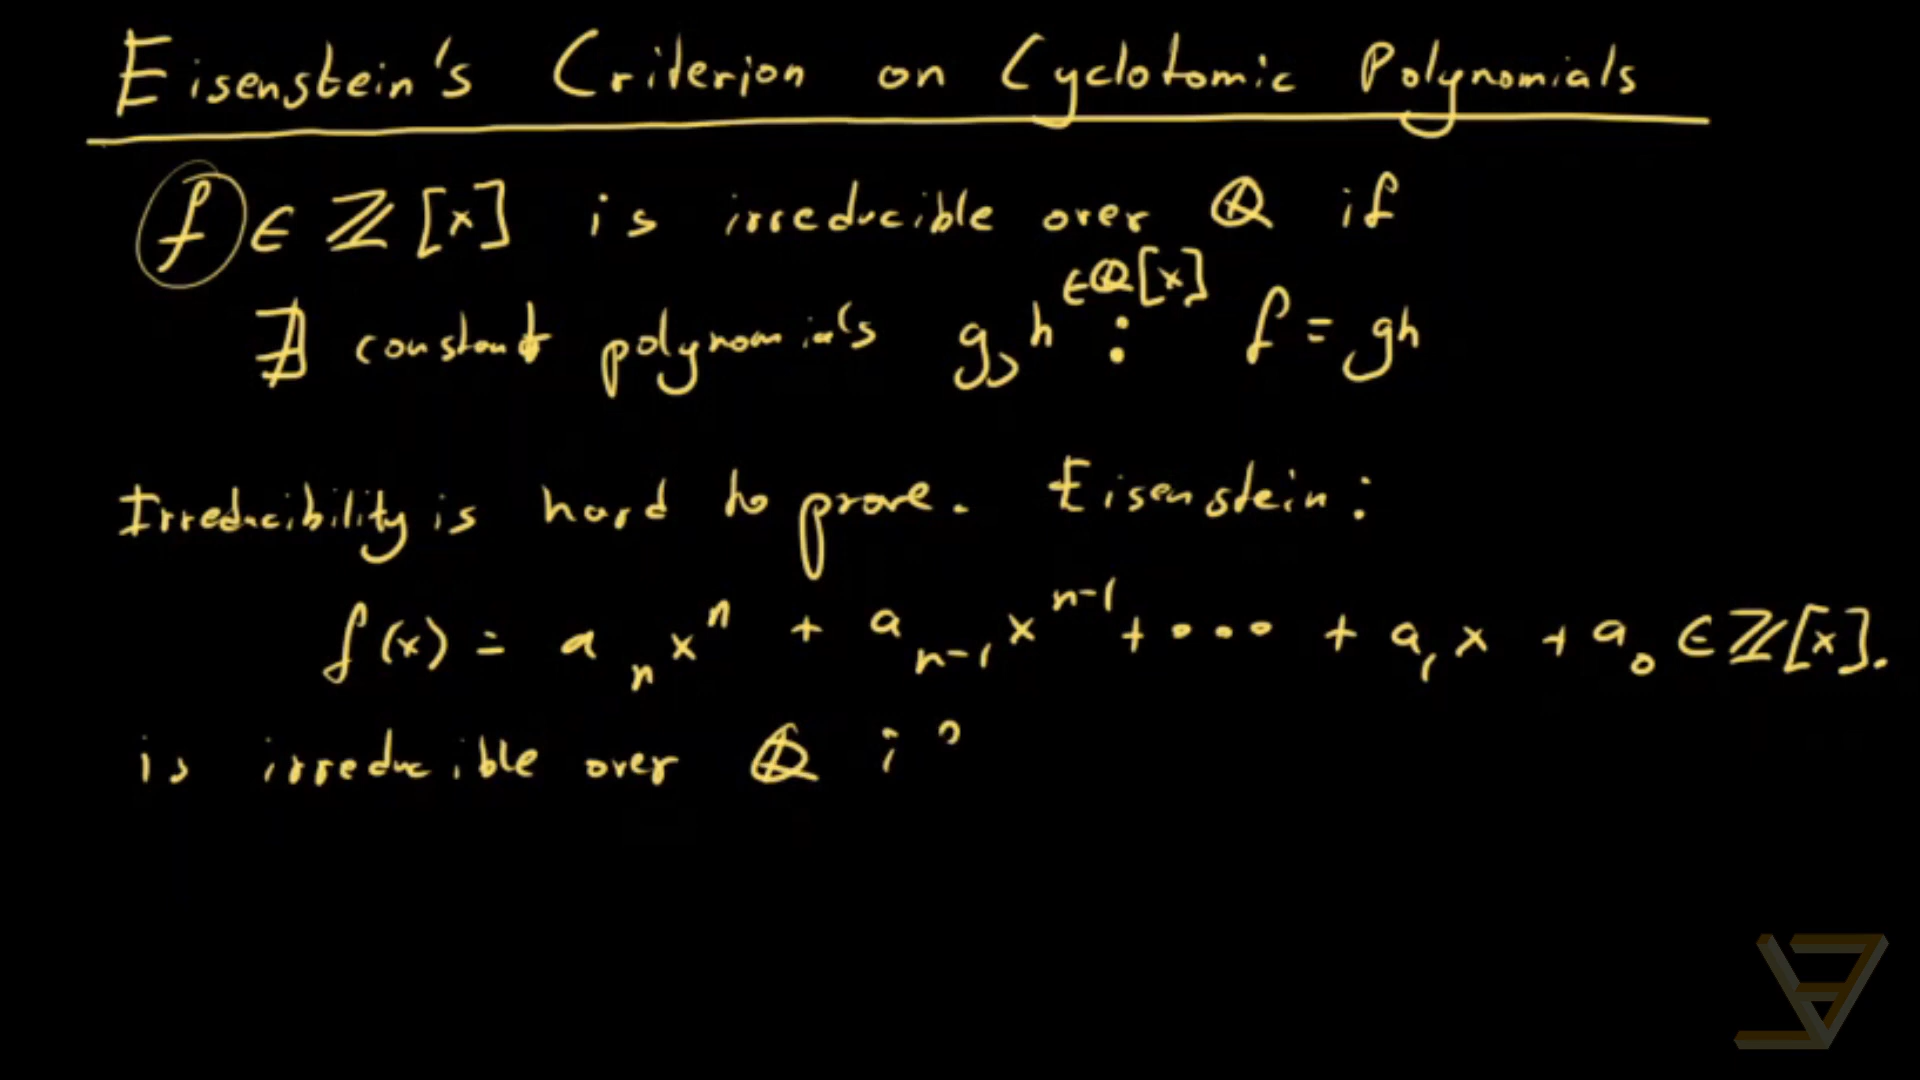 Eisenstein's Criterion on Cyclotomic Polynomials
f ∈ ℤ[x] is irreducible over ℚ if
∄ constant polynomials g, h ∈ℚ[x] : f = gh
Irreducibility is hard to prove. Eisenstein:
f(x) = a_n x^n + a_{n-1} x^{n-1} + ... + a_1 x + a_0 ∈ ℤ[x].
is irreducible over ℚ i